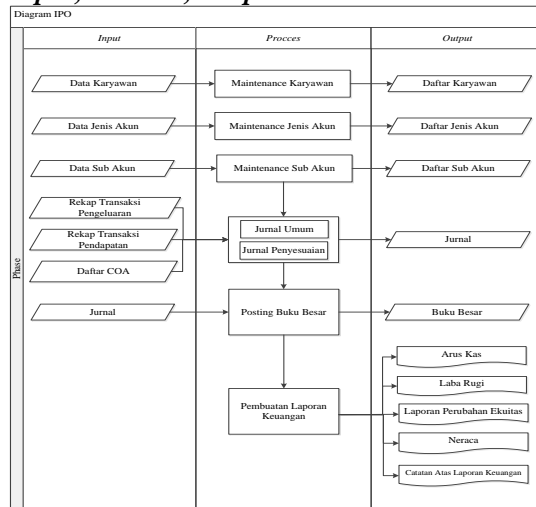 Diagram IPO
Input
Procces
Output
Phase
Data Karyawan
Maintenance Karyawan
Daftar Karyawan
Data Jenis Akun
Maintenance Jenis Akun
Daftar Jenis Akun
Data Sub Akun
Maintenance Sub Akun
Daftar Sub Akun
Rekap Transaksi
Pengeluaran
Rekap Transaksi
Pendapatan
Daftar COA
Jurnal Umum
Jurnal Penyesuaian
Jurnal
Jurnal
Posting Buku Besar
Buku Besar
Pembuatan Laporan
Keuangan
Arus Kas
Laba Rugi
Laporan Perubahan Ekuitas
Neraca
Catatan Atas Laporan Keuangan